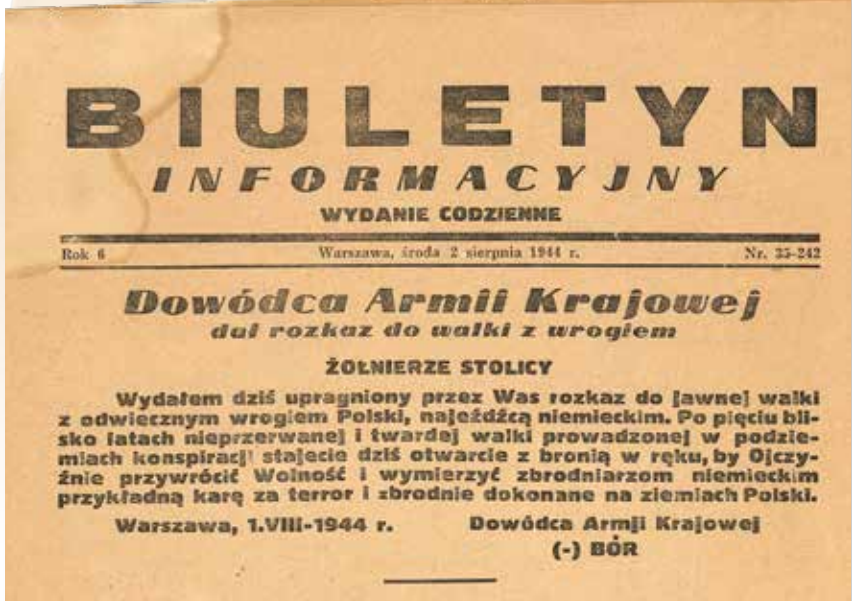 BIULETYN
INFORMACYJNY
WYDANIE CODZIENNE
Rok 6 Warszawa, środa 2 sierpnia 1944 r. Nr. 35-242
Dowódca Armii Krajowej
dał rozkaz do walki z wrogiem
ŻOŁNIERZE STOLICY
Wydałem dziś upragniony przez Was rozkaz do jawnej walki
z odwiecznym wrogiem Polski, najeźdźcą niemieckim. Po pięciu bli-
sko latach nieprzerwanej i twardej walki prowadzonej w podzie-
miach konspiracji stajecie dziś otwarcie z bronią w ręku, by Ojczy-
źnie przywrócić Wolność i wymierzyć zbrodniarzom niemieckim
przykładną karę za terror i zbrodnie dokonane na ziemiach Polski.
Warszawa, 1.VIII-1944 r. Dowódca Armji Krajowej
(-) BÓR